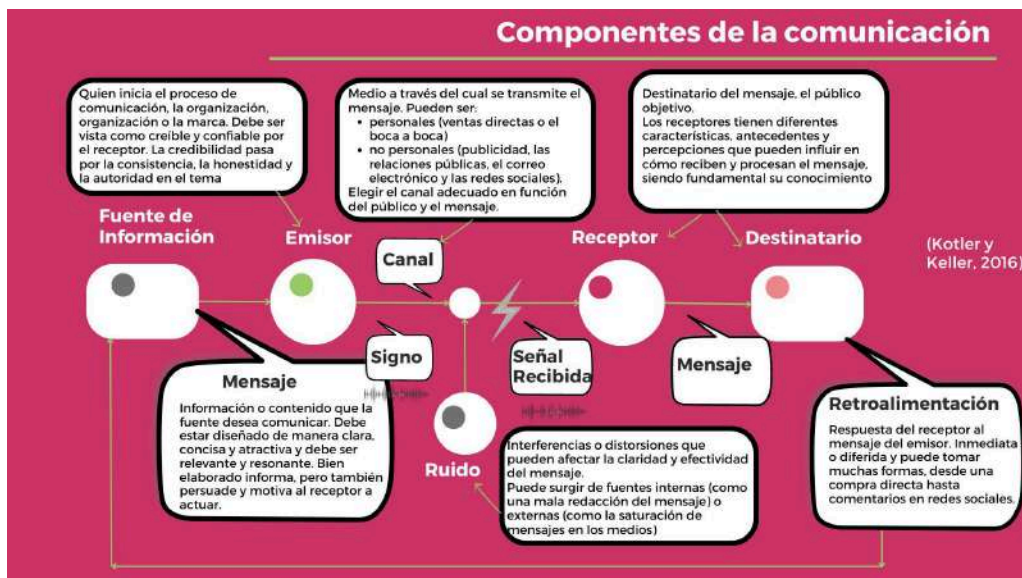 Componentes de la comunicación
Quien inicia el proceso de
comunicación, la organización,
organización o la marca. Debe ser
vista como creíble y confiable por
el receptor. La credibilidad pasa
por la consistencia, la honestidad y
la autoridad en el tema
Medio a través del cual se transmite el
mensaje. Pueden ser:
• personales (ventas directas o el
boca a boca)
• no personales (publicidad, las
relaciones públicas, el correo
electrónico y las redes sociales).
Elegir el canal adecuado en función
del público y el mensaje.
Destinatario del mensaje, el público
objetivo.
Los receptores tienen diferentes
características, antecedentes y
percepciones que pueden influir en
cómo reciben y procesan el mensaje,
siendo fundamental su conocimiento
Fuente de
Información
Emisor
Canal
Receptor
Destinatario
(Kotler y
Keller, 2016)
Signo
Señal
Recibida
Mensaje
Mensaje
Información o contenido que la
fuente desea comunicar. Debe
estar diseñado de manera clara,
concisa y atractiva y debe ser
relevante y resonante. Bien
elaborado informa, pero también
persuade y motiva al receptor a
actuar.
Ruido
Interferencias o distorsiones que
pueden afectar la claridad y efectividad
del mensaje.
Puede surgir de fuentes internas (como
una mala redacción del mensaje) o
externas (como la saturación de
mensajes en los medios)
Retroalimentación
Respuesta del receptor al
mensaje del emisor. Inmediata
o diferida y puede tomar
muchas formas, desde una
compra directa hasta
comentarios en redes sociales.